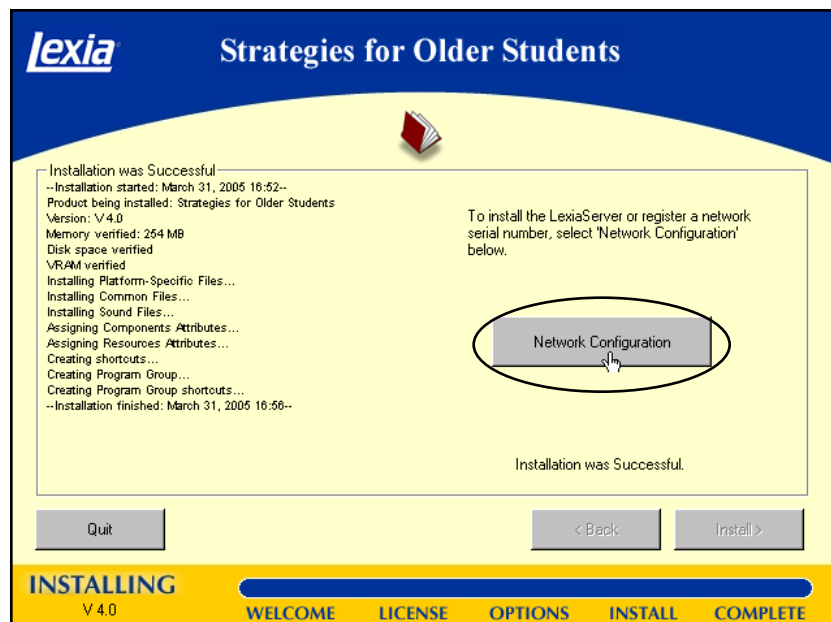 lexia
Strategies for Older Students
Installation was Successful
--Installation started: March 31, 2005 16:52--
Product being installed: Strategies for Older Students
Version: V 4.0
Memory verified: 254 MB
Disk space verified
VRAM verified
Installing Platform-Specific Files...
Installing Common Files...
Installing Sound Files...
Assigning Components Attributes...
Assigning Resources Attributes...
Creating shortcuts...
Creating Program Group...
Creating Program Group shortcuts...
--Installation finished: March 31, 2005 16:56--
To install the LexiaServer or register a network
serial number, select 'Network Configuration'
below.
Network Configuration
Installation was Successful.
Quit
< Back
Install >
INSTALLING
V 4.0
WELCOME LICENSE OPTIONS INSTALL COMPLETE